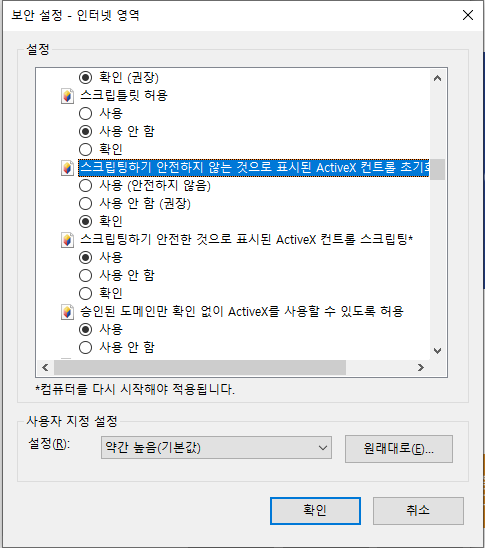 보안 설정 - 인터넷 영역
설정
확인 (권장)
스크립틀릿 허용
사용
사용 안 함
확인
스크립팅하기 안전하지 않는 것으로 표시된 ActiveX 컨트롤 초기
사용 (안전하지 않음)
사용 안 함 (권장)
확인
스크립팅하기 안전한 것으로 표시된 ActiveX 컨트롤 스크립팅*
사용
사용 안 함
확인
승인된 도메인만 확인 없이 ActiveX를 사용할 수 있도록 허용
사용
사용 안 함
*컴퓨터를 다시 시작해야 적용됩니다.
사용자 지정 설정
설정(R): 약간 높음(기본값) 원래대로(E)...
확인 취소